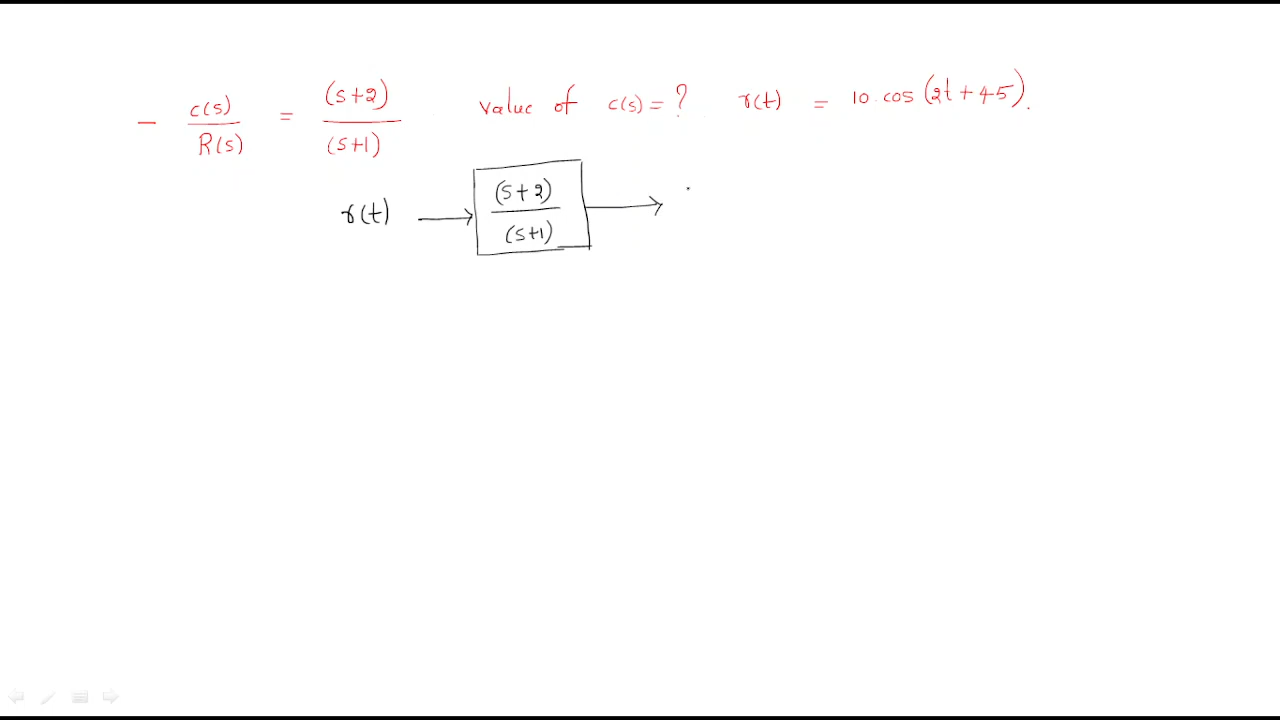 - c(s)/R(s) = (s+2)/(s+1) value of c(s) = ? r(t) = 10.cos(2t+45).
r(t) → (s+2)/(s+1) →